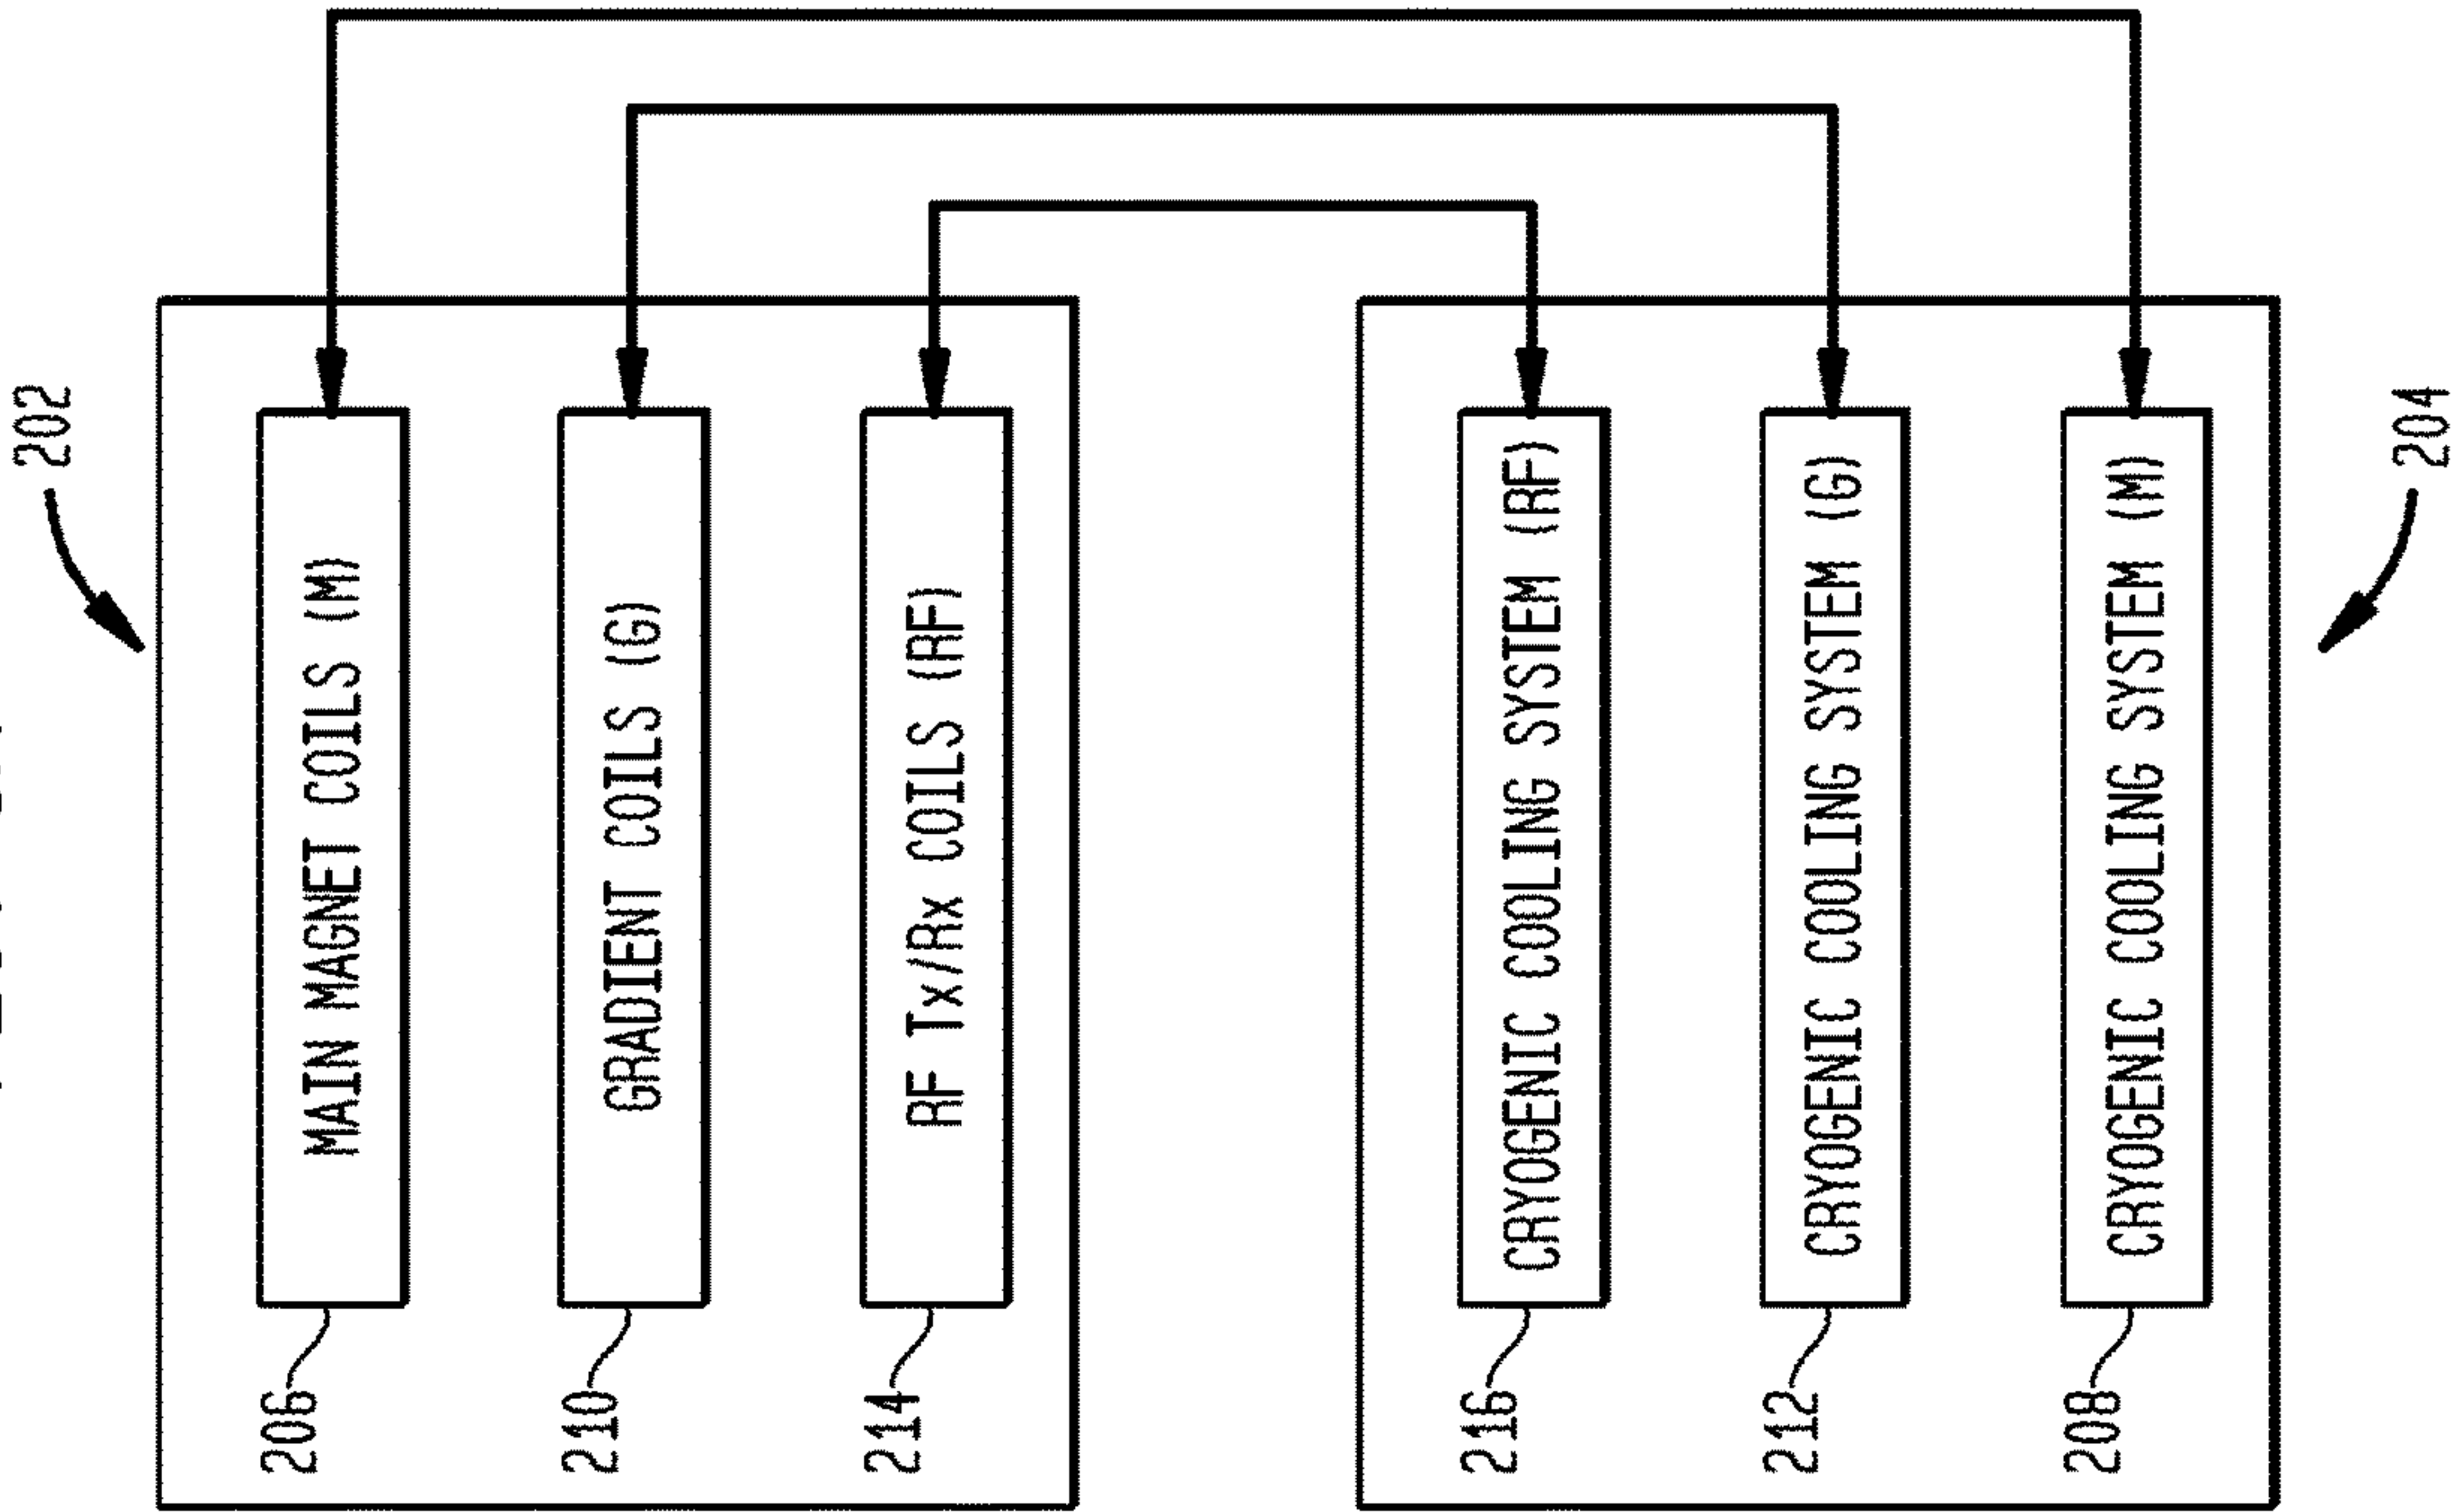 202
206
MAIN MAGNET COILS (M)
210
GRADIENT COILS (G)
214
RF Tx/Rx COILS (RF)
216
CRYOGENIC COOLING SYSTEM (RF)
212
CRYOGENIC COOLING SYSTEM (G)
208
CRYOGENIC COOLING SYSTEM (M)
204